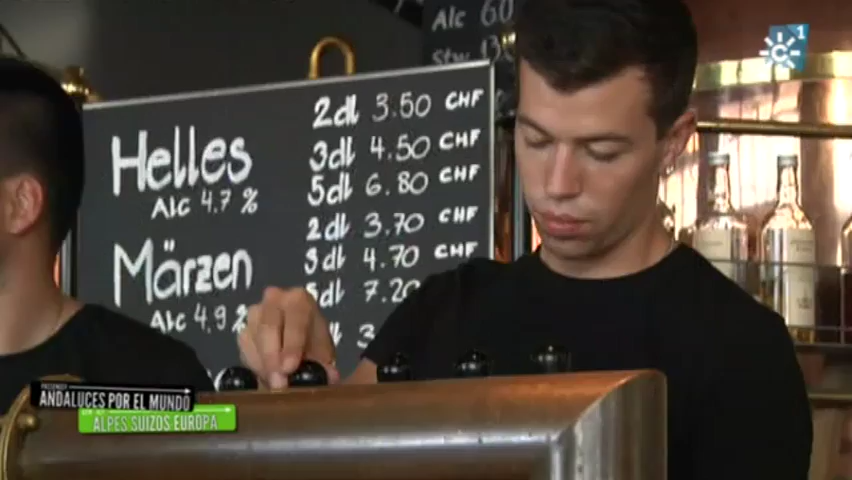 Alc 60
1
Helles
Alc 4.7 %
2dl 3.50 CHF
3dl 4.50 CHF
5dl 6.80 CHF
Märzen
Alc 4.9 %
2dl 3.70 CHF
3dl 4.70 CHF
5dl 7.20
ANDALUCES POR EL MUNDO
ALPES SUIZOS EUROPA